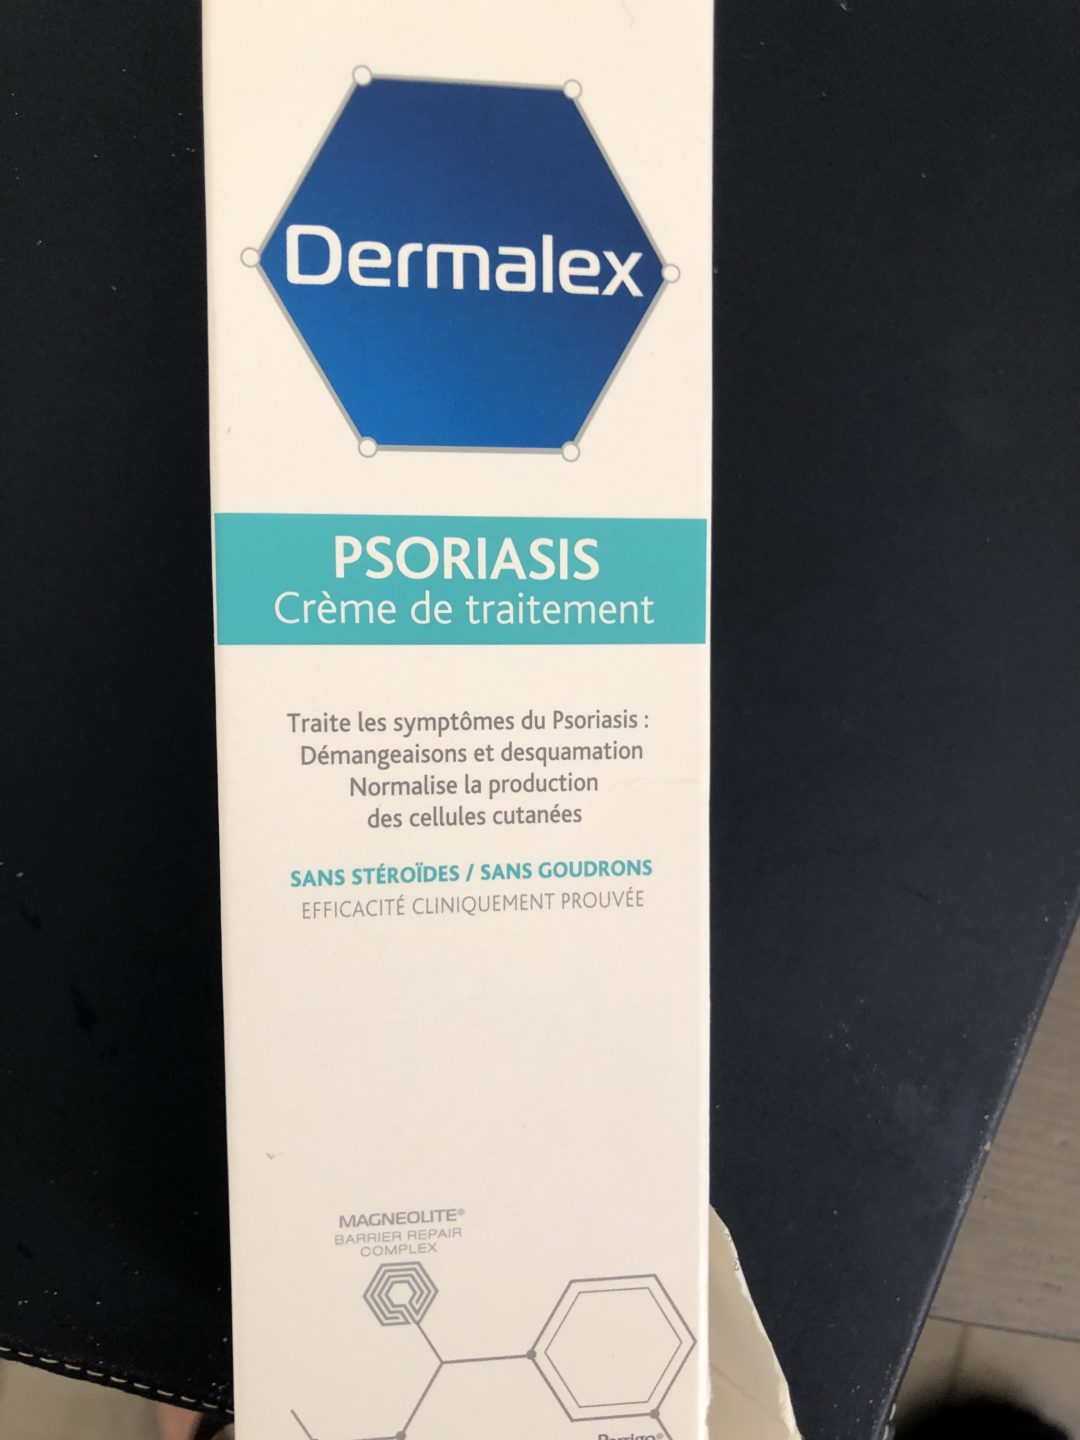 Dermalex
PSORIASIS
Crème de traitement
Traite les symptômes du Psoriasis :
Démangeaisons et desquamation
Normalise la production
des cellules cutanées
SANS STÉROÏDES / SANS GOUDRONS
EFFICACITÉ CLINIQUEMENT PROUVÉE
MAGNEOLITE®
BARRIER REPAIR
COMPLEX
Perrigo®